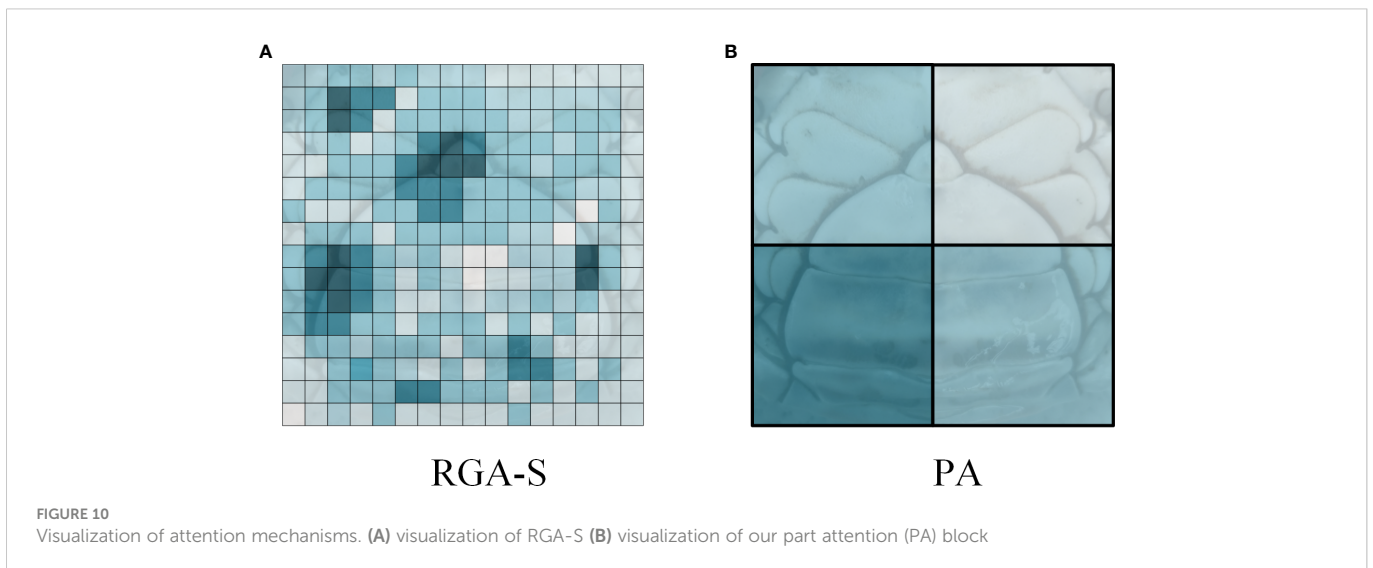 A
B
RGA-S
PA
FIGURE 10
Visualization of attention mechanisms. (A) visualization of RGA-S (B) visualization of our part attention (PA) block